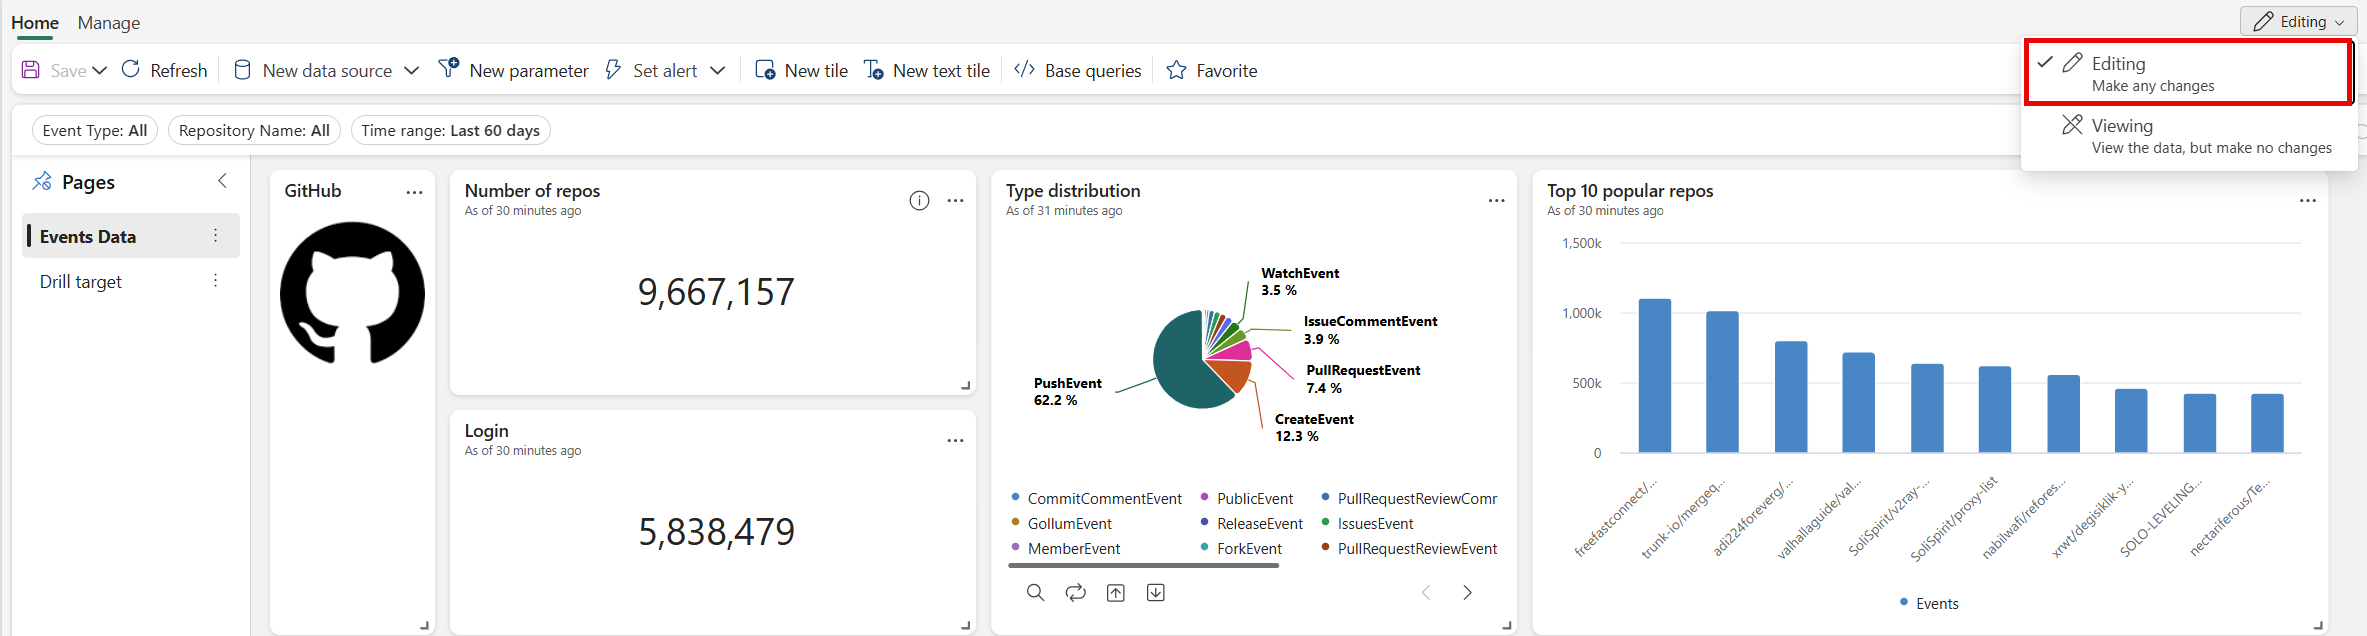 Home Manage
Editing
Save Refresh New data source New parameter Set alert New tile New text tile Base queries Favorite
Editing
Make any changes
Viewing
View the data, but make no changes
Event Type: All Repository Name: All Time range: Last 60 days
Pages
Events Data
Drill target
GitHub
Number of repos
As of 30 minutes ago
9,667,157
Login
As of 30 minutes ago
5,838,479
Type distribution
As of 31 minutes ago
WatchEvent
3.5 %
IssueCommentEvent
3.9 %
PullRequestEvent
7.4 %
PushEvent
62.2 %
CreateEvent
12.3 %
CommitCommentEvent PublicEvent PullRequestReviewComr
GollumEvent ReleaseEvent IssuesEvent
MemberEvent ForkEvent PullRequestReviewEvent
Top 10 popular repos
As of 30 minutes ago
1,500k
1,000k
500k
0
freefastconnect/...
trunk-io/mergeq...
adi224foreverg/...
valhallaguide/val...
SoliSpirit/v2ray-...
SoliSpirit/proxy-list
nabilwafi/refores...
xrwt/degisiklik-y...
SOLO-LEVELING...
nectariferous/Te...
Events